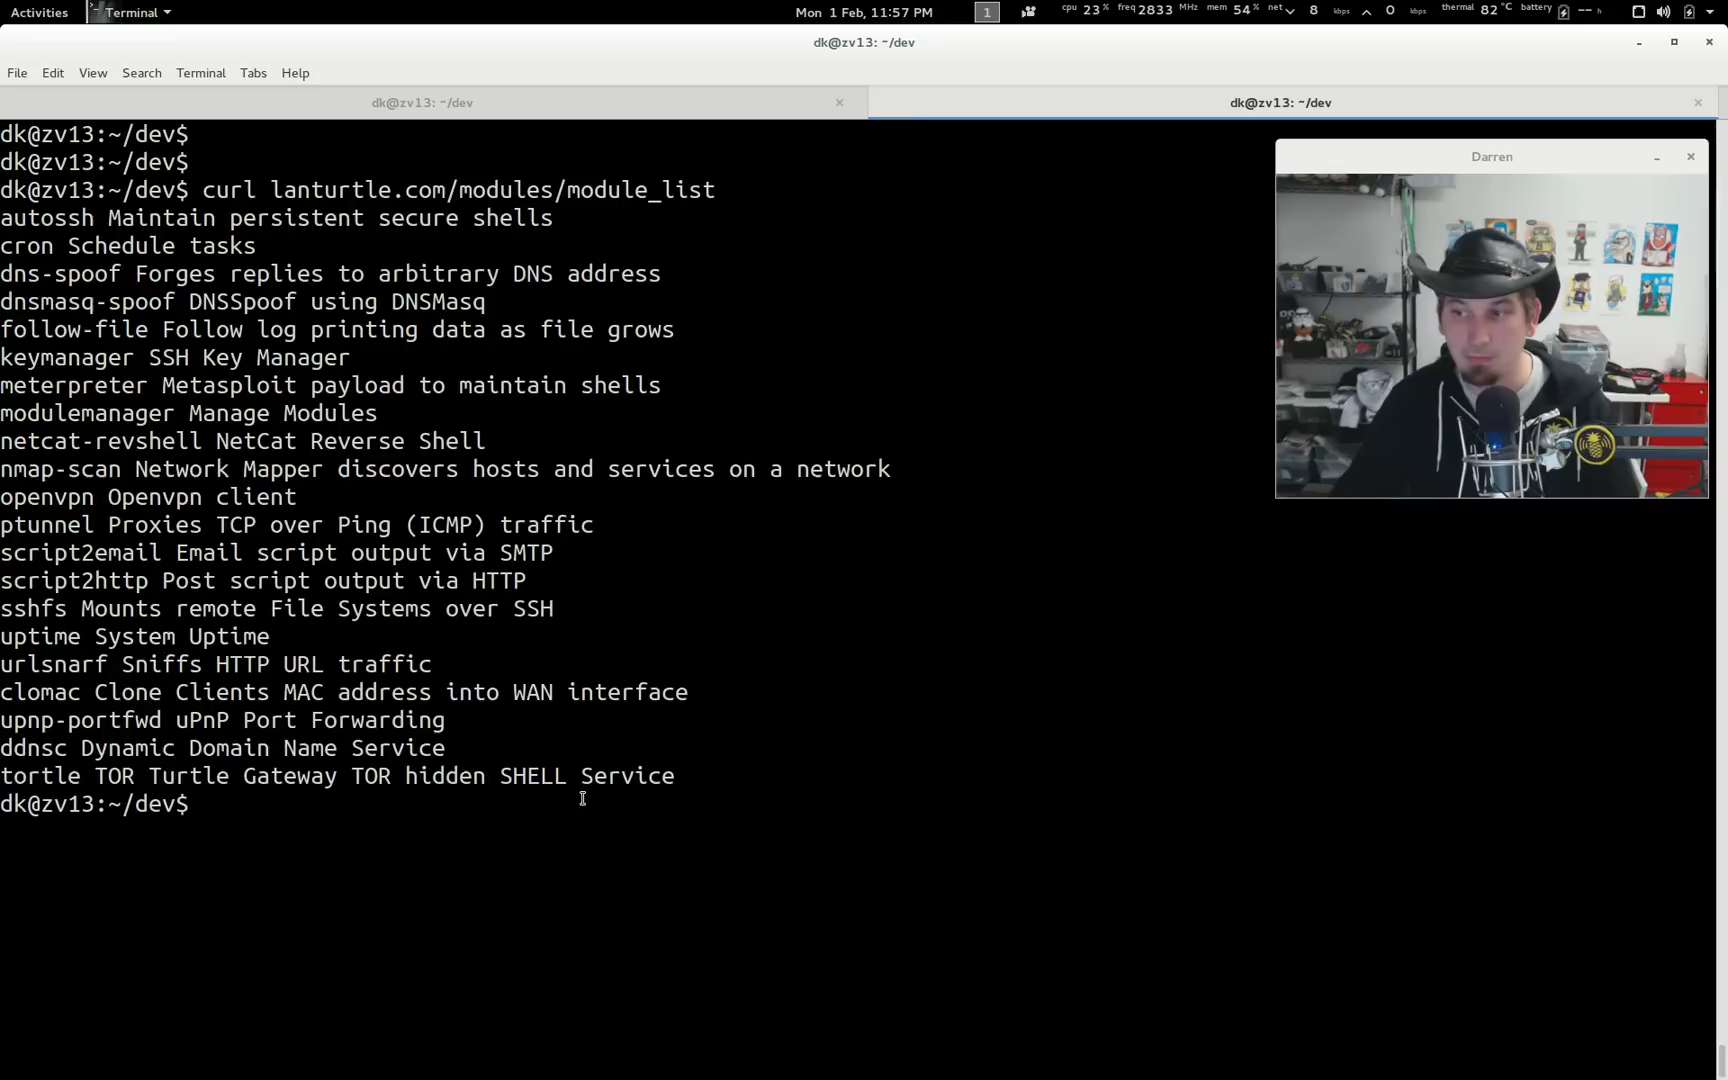 Activities Terminal Mon 1 Feb, 11:57 PM 1 cpu 23 % freq 2833 MHz mem 54 % net 8 kbps 0 kbps thermal 82 °C battery -- h
dk@zv13: ~/dev
File Edit View Search Terminal Tabs Help
dk@zv13: ~/dev × dk@zv13: ~/dev ×
dk@zv13:~/dev$
dk@zv13:~/dev$
dk@zv13:~/dev$ curl lanturtle.com/modules/module_list
autossh Maintain persistent secure shells
cron Schedule tasks
dns-spoof Forges replies to arbitrary DNS address
dnsmasq-spoof DNSSpoof using DNSMasq
follow-file Follow log printing data as file grows
keymanager SSH Key Manager
meterpreter Metasploit payload to maintain shells
modulemanager Manage Modules
netcat-revshell NetCat Reverse Shell
nmap-scan Network Mapper discovers hosts and services on a network
openvpn Openvpn client
ptunnel Proxies TCP over Ping (ICMP) traffic
script2email Email script output via SMTP
script2http Post script output via HTTP
sshfs Mounts remote File Systems over SSH
uptime System Uptime
urlsnarf Sniffs HTTP URL traffic
clomac Clone Clients MAC address into WAN interface
upnp-portfwd uPnP Port Forwarding
ddnsc Dynamic Domain Name Service
tortle TOR Turtle Gateway TOR hidden SHELL Service
dk@zv13:~/dev$
Darren